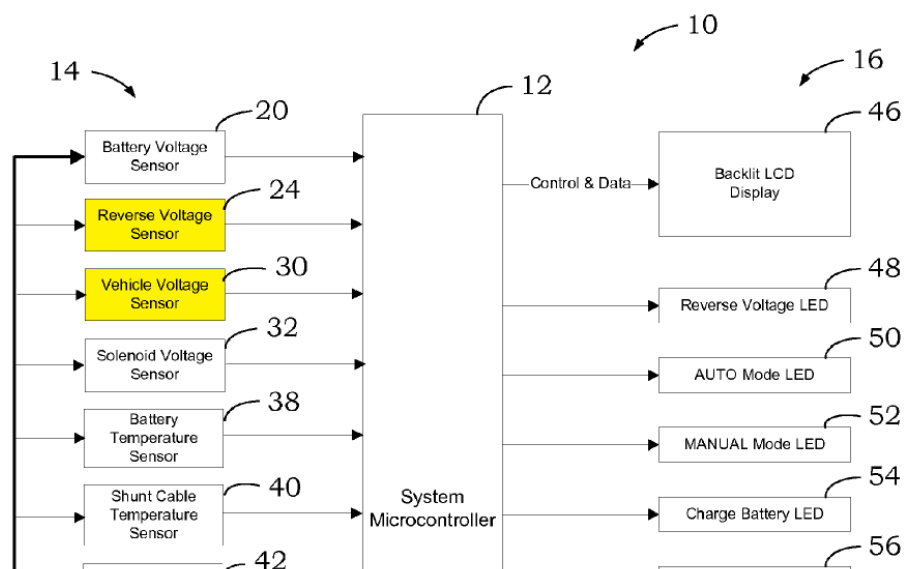 10
14
16
12
20
46
Battery Voltage
Sensor
Control & Data
Backlit LCD
Display
24
Reverse Voltage
Sensor
30
Vehicle Voltage
Sensor
48
Reverse Voltage LED
32
Solenoid Voltage
Sensor
50
AUTO Mode LED
38
Battery
Temperature
Sensor
52
MANUAL Mode LED
40
Shunt Cable
Temperature
Sensor
System
Microcontroller
54
Charge Battery LED
42
56